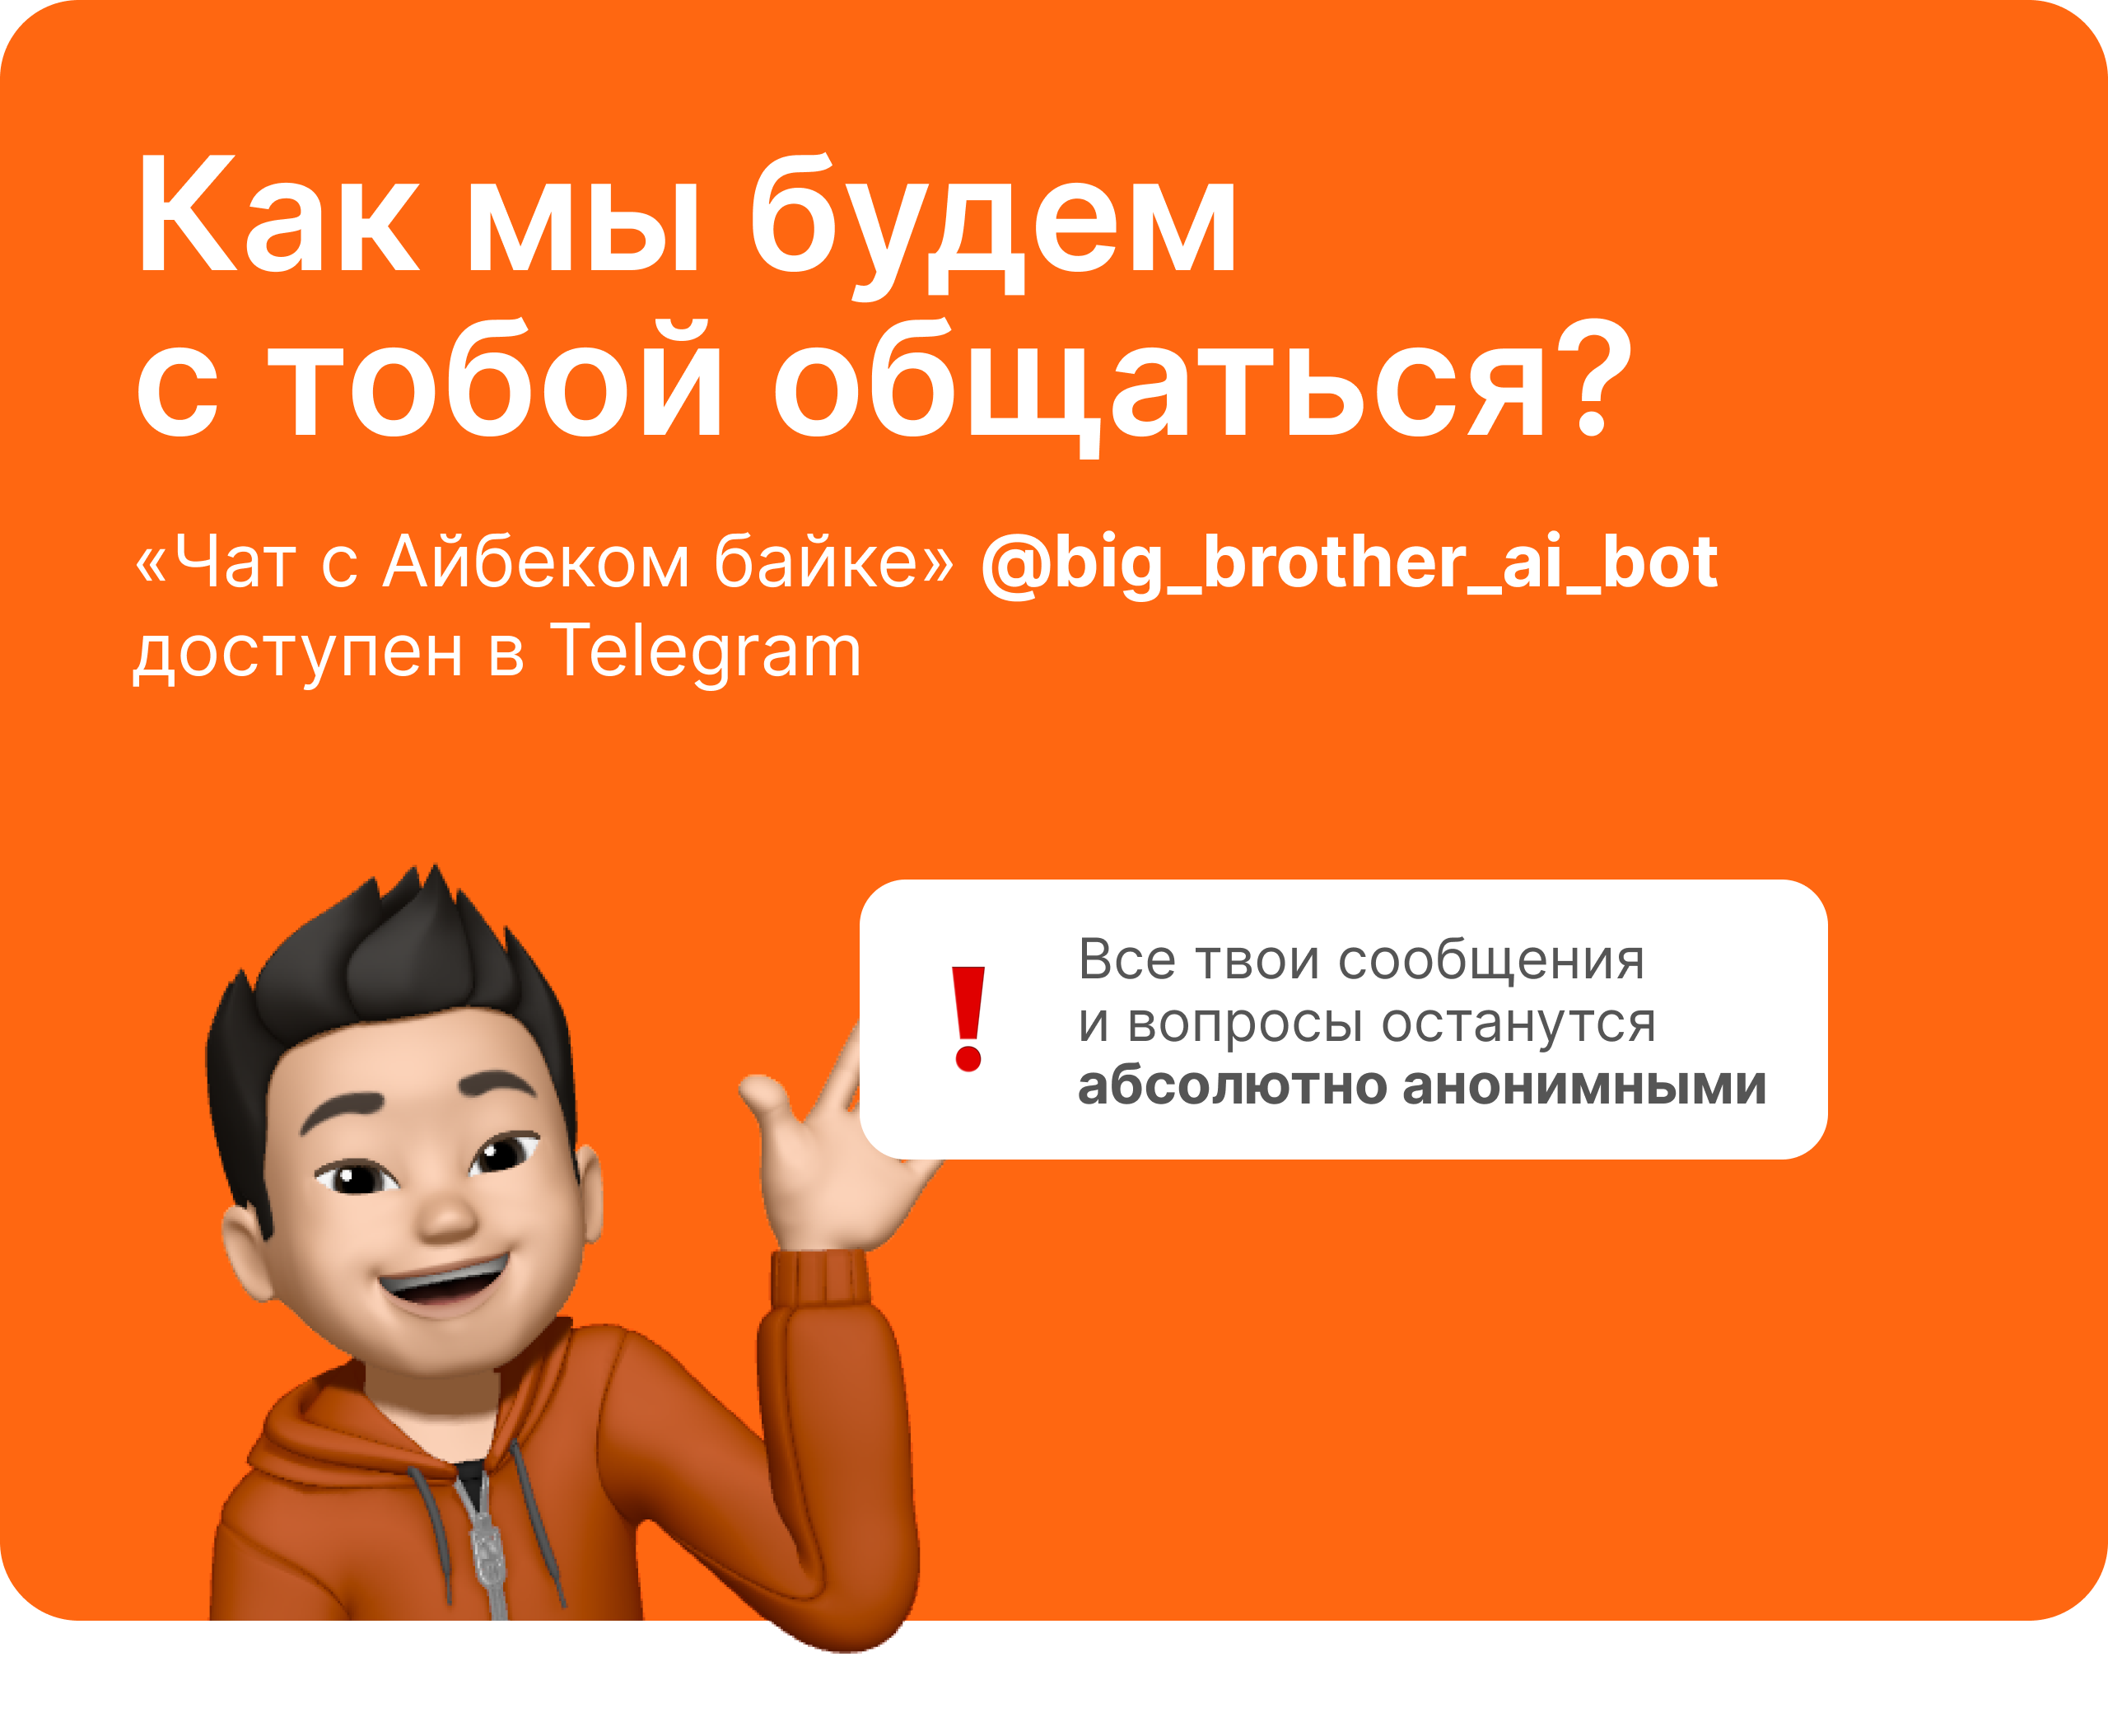 Как мы будем
с тобой общаться?
«Чат с Айбеком байке» @big_brother_ai_bot
доступен в Telegram
!
Все твои сообщения
и вопросы останутся
абсолютно анонимными